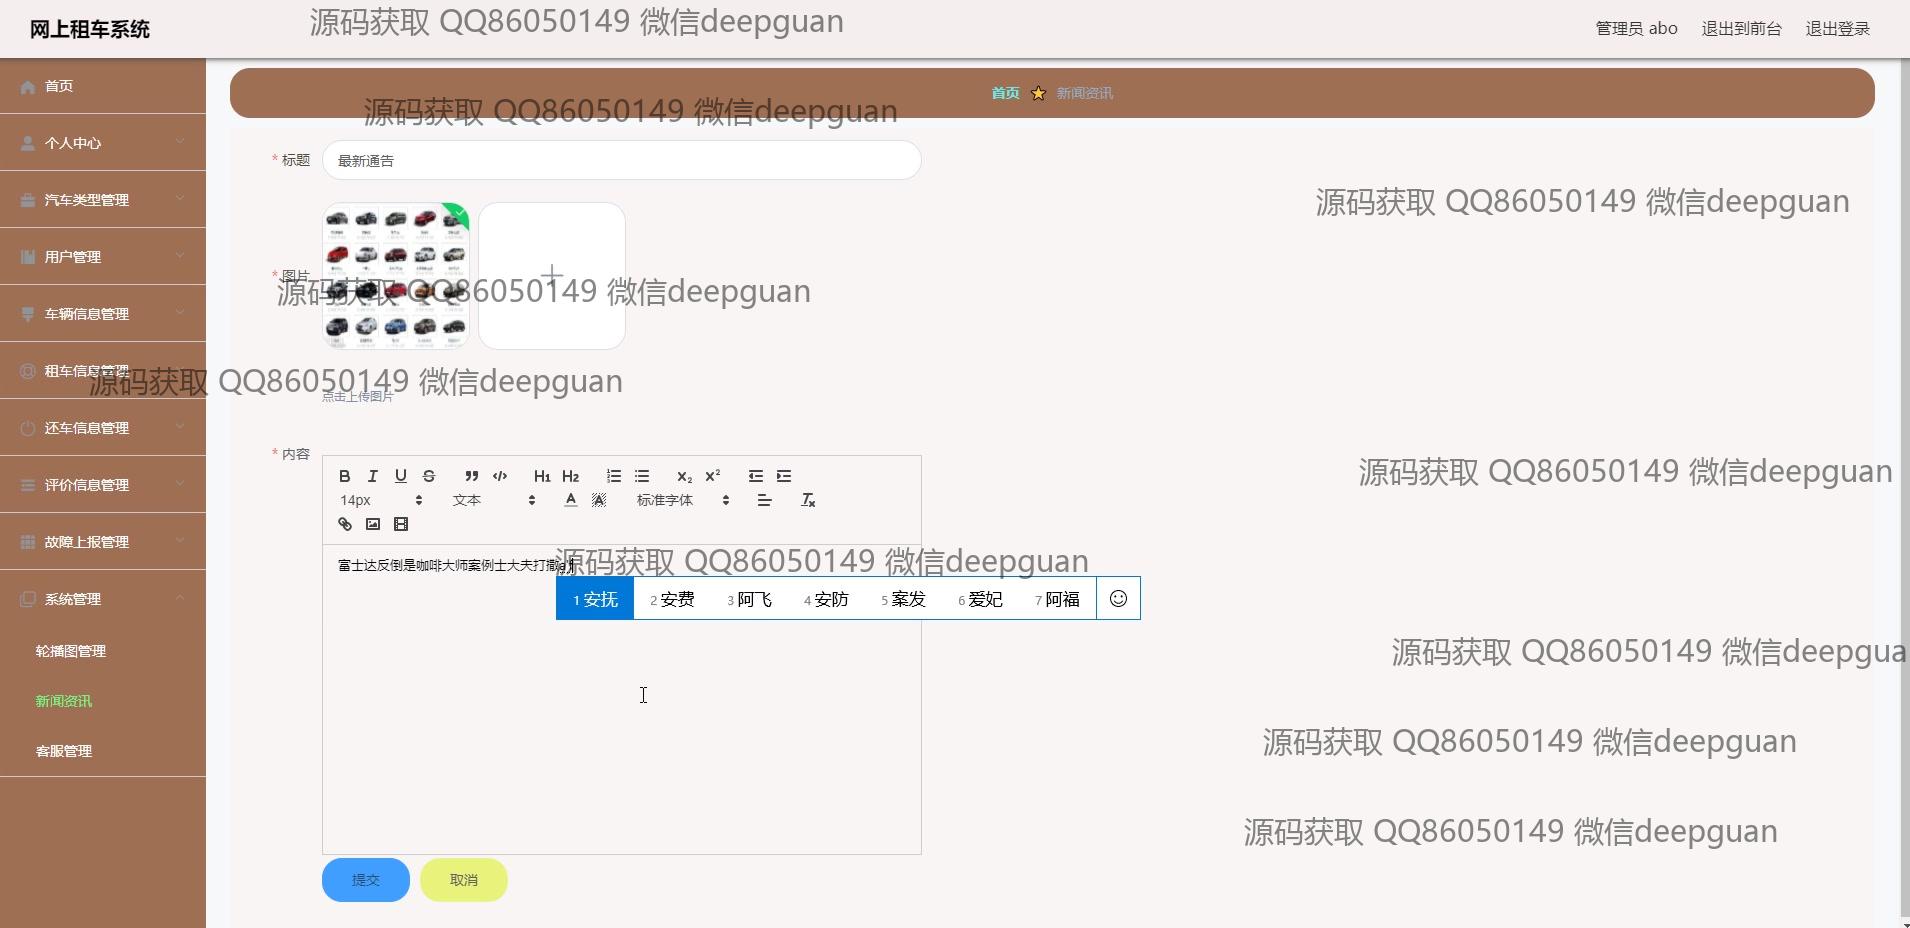 网上租车系统
源码获取 QQ86050149 微信deepguan
管理员 abo 退出到前台 退出登录
首页
首页 新闻资讯
源码获取 QQ86050149 微信deepguan
个人中心
* 标题 最新通告
汽车类型管理
源码获取 QQ86050149 微信deepguan
用户管理
* 图片
源码获取 QQ86050149 微信deepguan
车辆信息管理
租车信息管理
源码获取 QQ86050149 微信deepguan
点击上传图片
还车信息管理
* 内容
源码获取 QQ86050149 微信deepguan
B I U S H1 H2 x2 x2
评价信息管理
14px 文本 A A 标准字体 Tx
故障上报管理
富士达反倒是咖啡大师案例士大夫打撒
源码获取 QQ86050149 微信deepguan
系统管理
1 安抚 2 安费 3 阿飞 4 安防 5 案发 6 爱妃 7 阿福
轮播图管理
源码获取 QQ86050149 微信deepgua
新闻资讯
客服管理
源码获取 QQ86050149 微信deepguan
源码获取 QQ86050149 微信deepguan
提交 取消